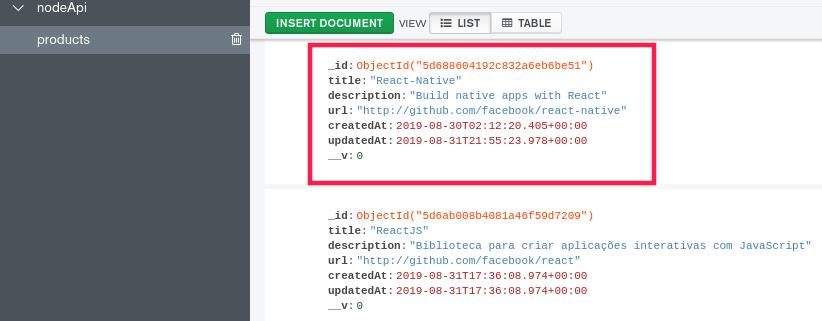 nodeApi
products
INSERT DOCUMENT VIEW LIST TABLE
_id: ObjectId("5d688604192c832a6eb6be51")
title: "React-Native"
description: "Build native apps with React"
url: "http://github.com/facebook/react-native"
createdAt: 2019-08-30T02:12:20.405+00:00
updatedAt: 2019-08-31T21:55:23.978+00:00
__v: 0
_id: ObjectId("5d6ab008b4081a46f59d7209")
title: "ReactJS"
description: "Biblioteca para criar aplicações interativas com JavaScript"
url: "http://github.com/facebook/react"
createdAt: 2019-08-31T17:36:08.974+00:00
updatedAt: 2019-08-31T17:36:08.974+00:00
__v: 0